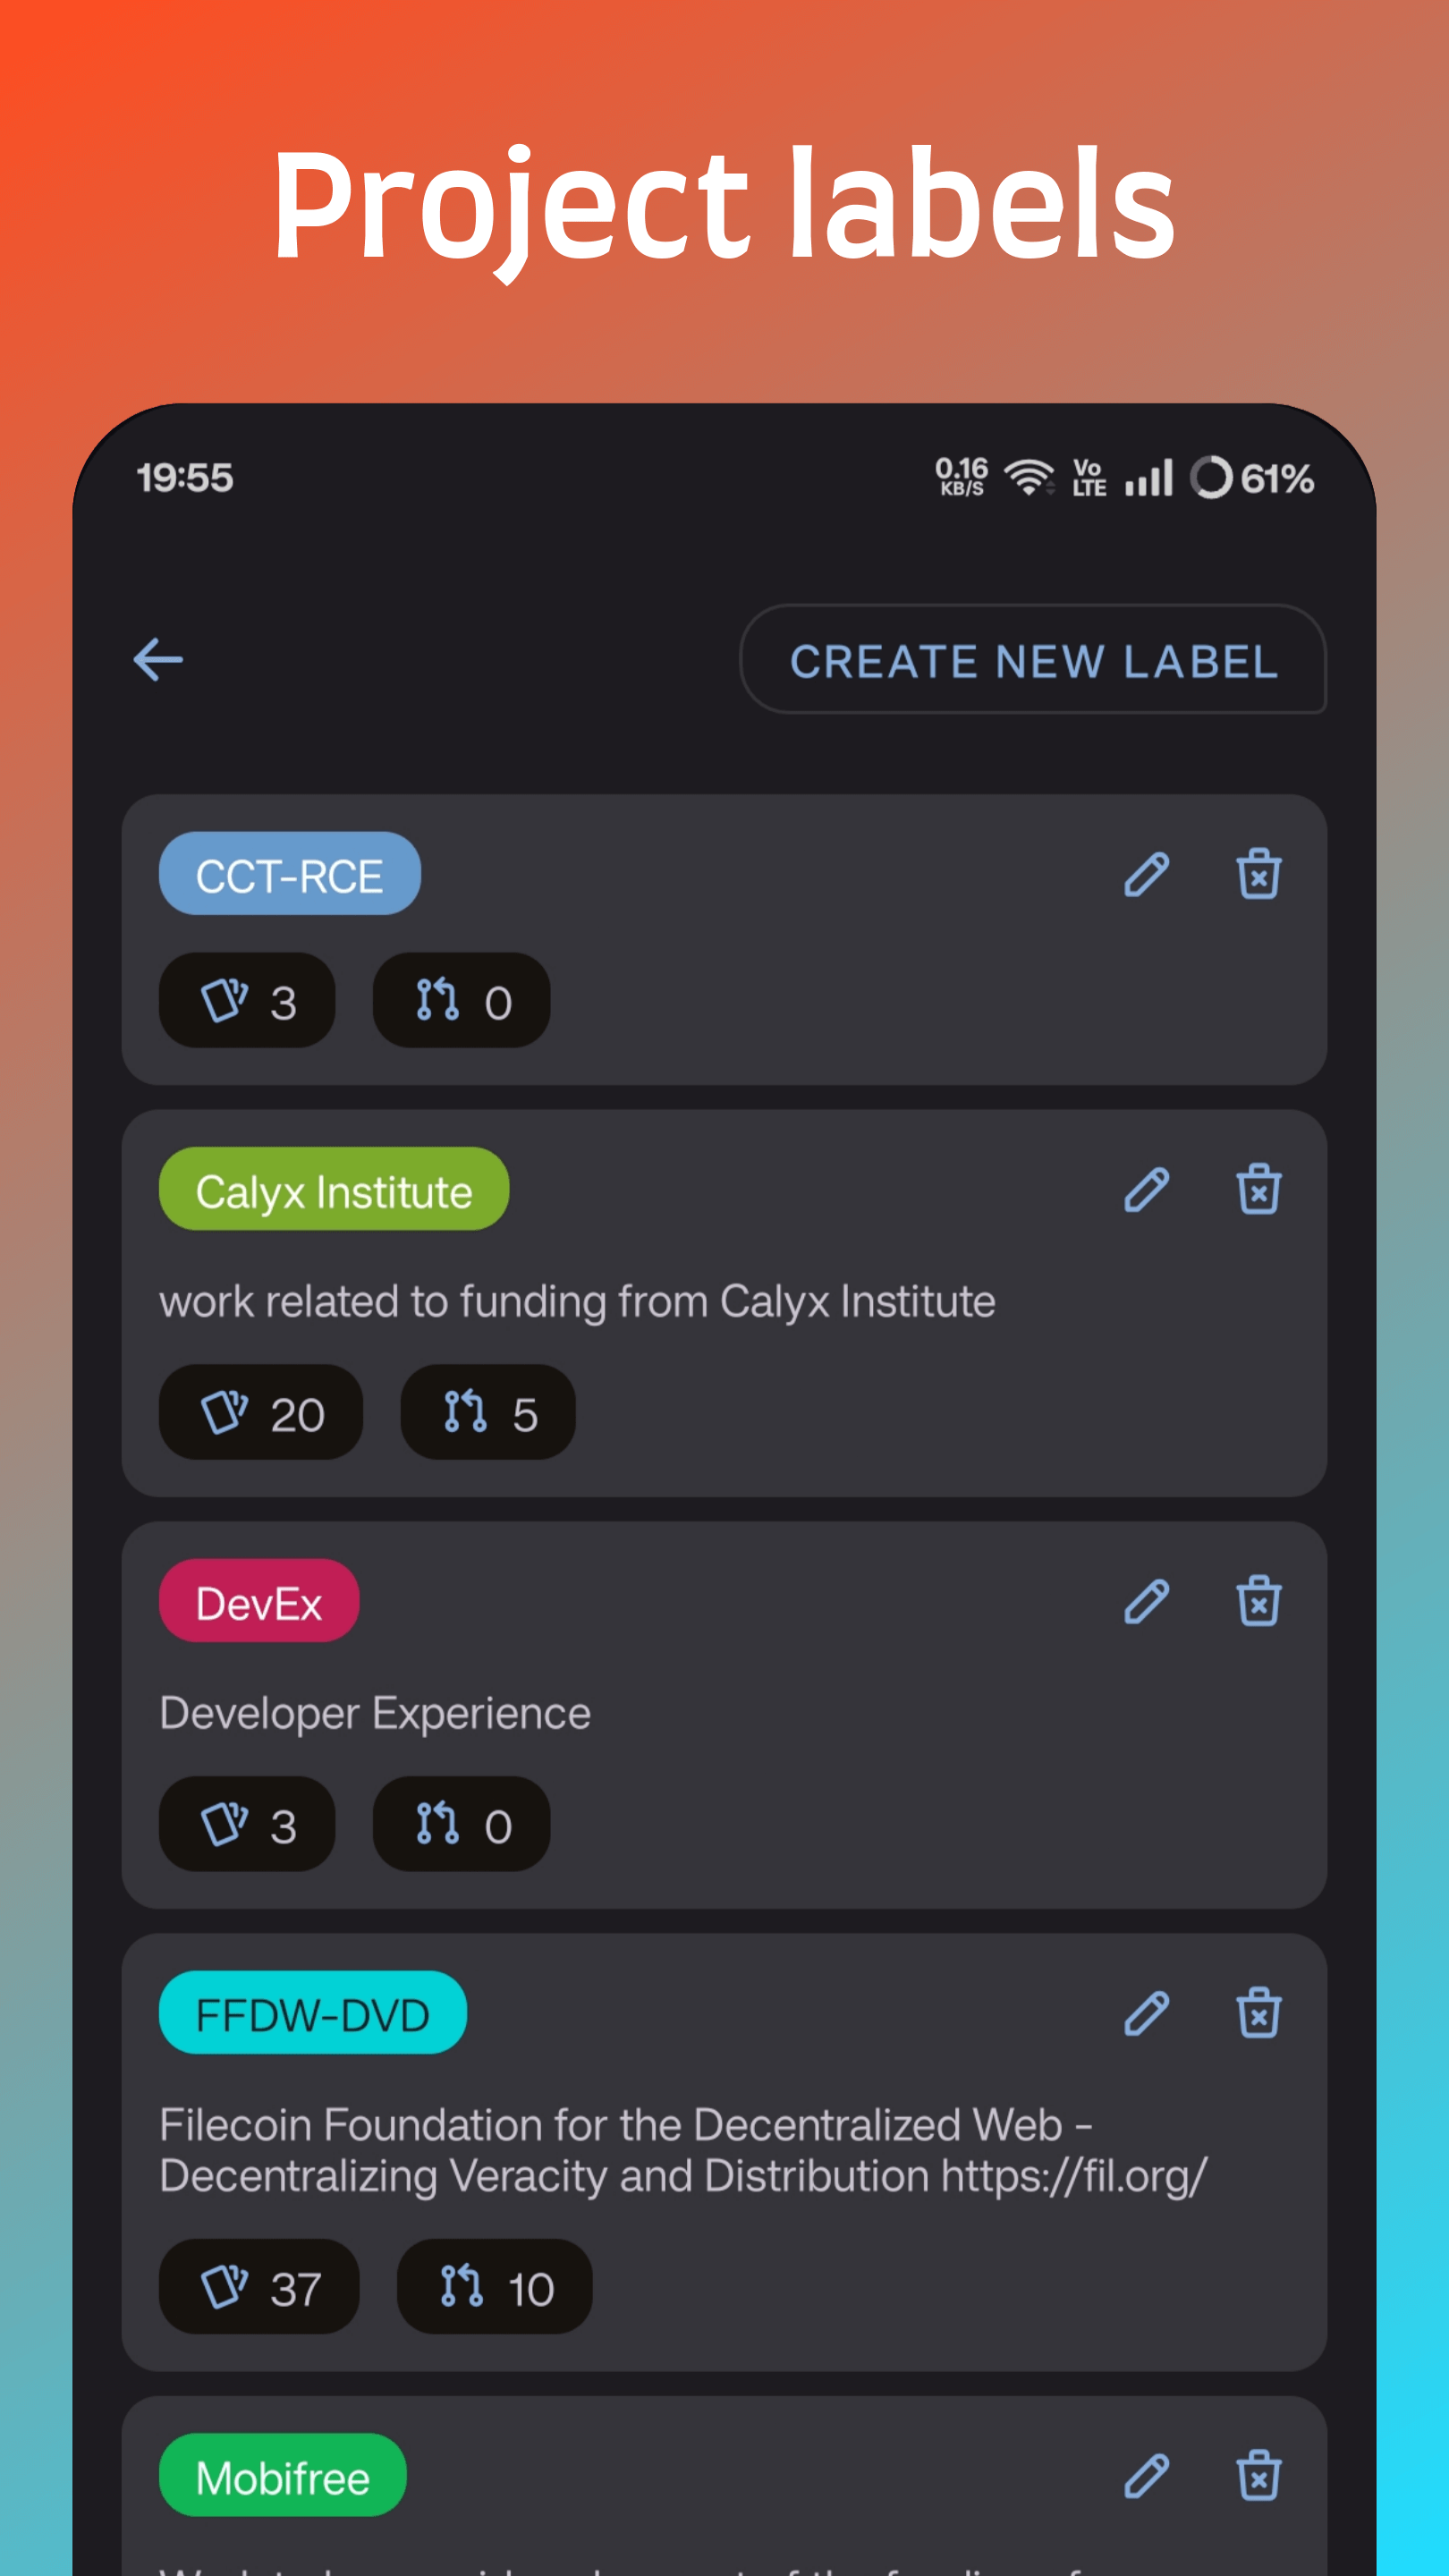 Project labels
19:55
0.16
KB/S
Vo
LTE
61%
CREATE NEW LABEL
CCT-RCE
3
0
Calyx Institute
work related to funding from Calyx Institute
20
5
DevEx
Developer Experience
3
0
FFDW-DVD
Filecoin Foundation for the Decentralized Web -
Decentralizing Veracity and Distribution https://fil.org/
37
10
Mobifree